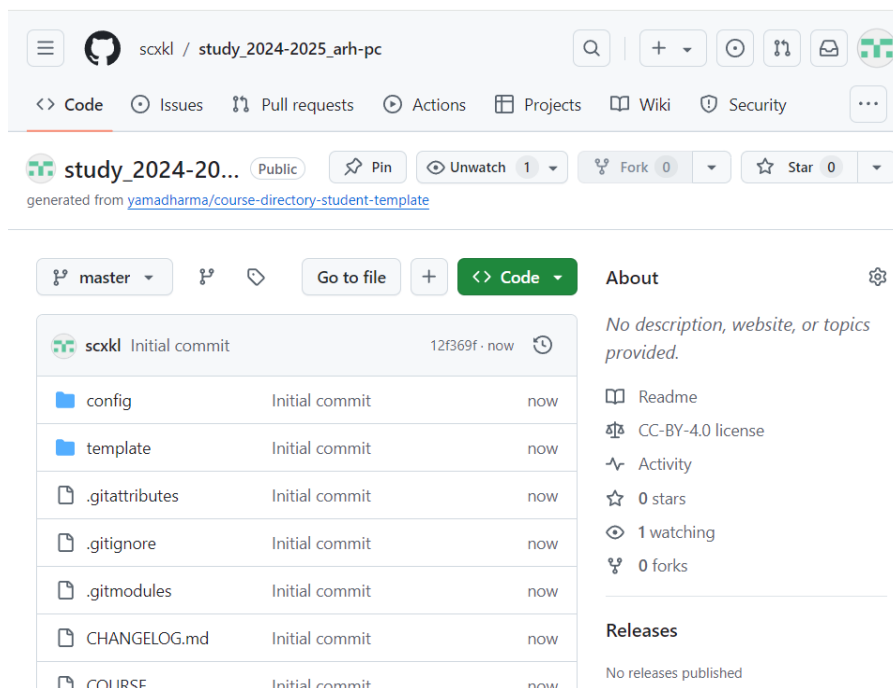 scxkl / study_2024-2025_arh-pc
Code Issues Pull requests Actions Projects Wiki Security
study_2024-20... Public Pin Unwatch 1 Fork 0 Star 0
generated from yamadharma/course-directory-student-template
master Go to file Code
scxkl Initial commit 12f369f · now
config Initial commit now
template Initial commit now
.gitattributes Initial commit now
.gitignore Initial commit now
.gitmodules Initial commit now
CHANGELOG.md Initial commit now
COURSE Initial commit now
About
No description, website, or topics
provided.
Readme
CC-BY-4.0 license
Activity
0 stars
1 watching
0 forks
Releases
No releases published